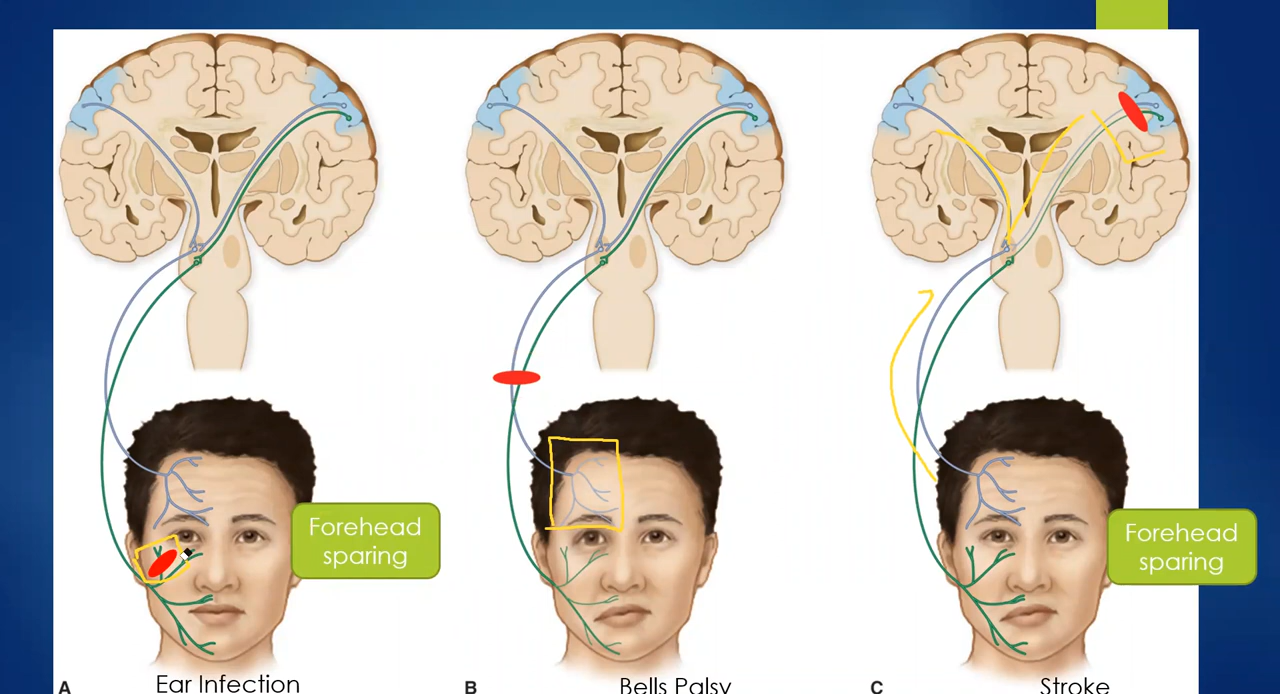 Forehead
sparing
Forehead
sparing
A
Ear Infection
B
Bells Palsy
C
Stroke